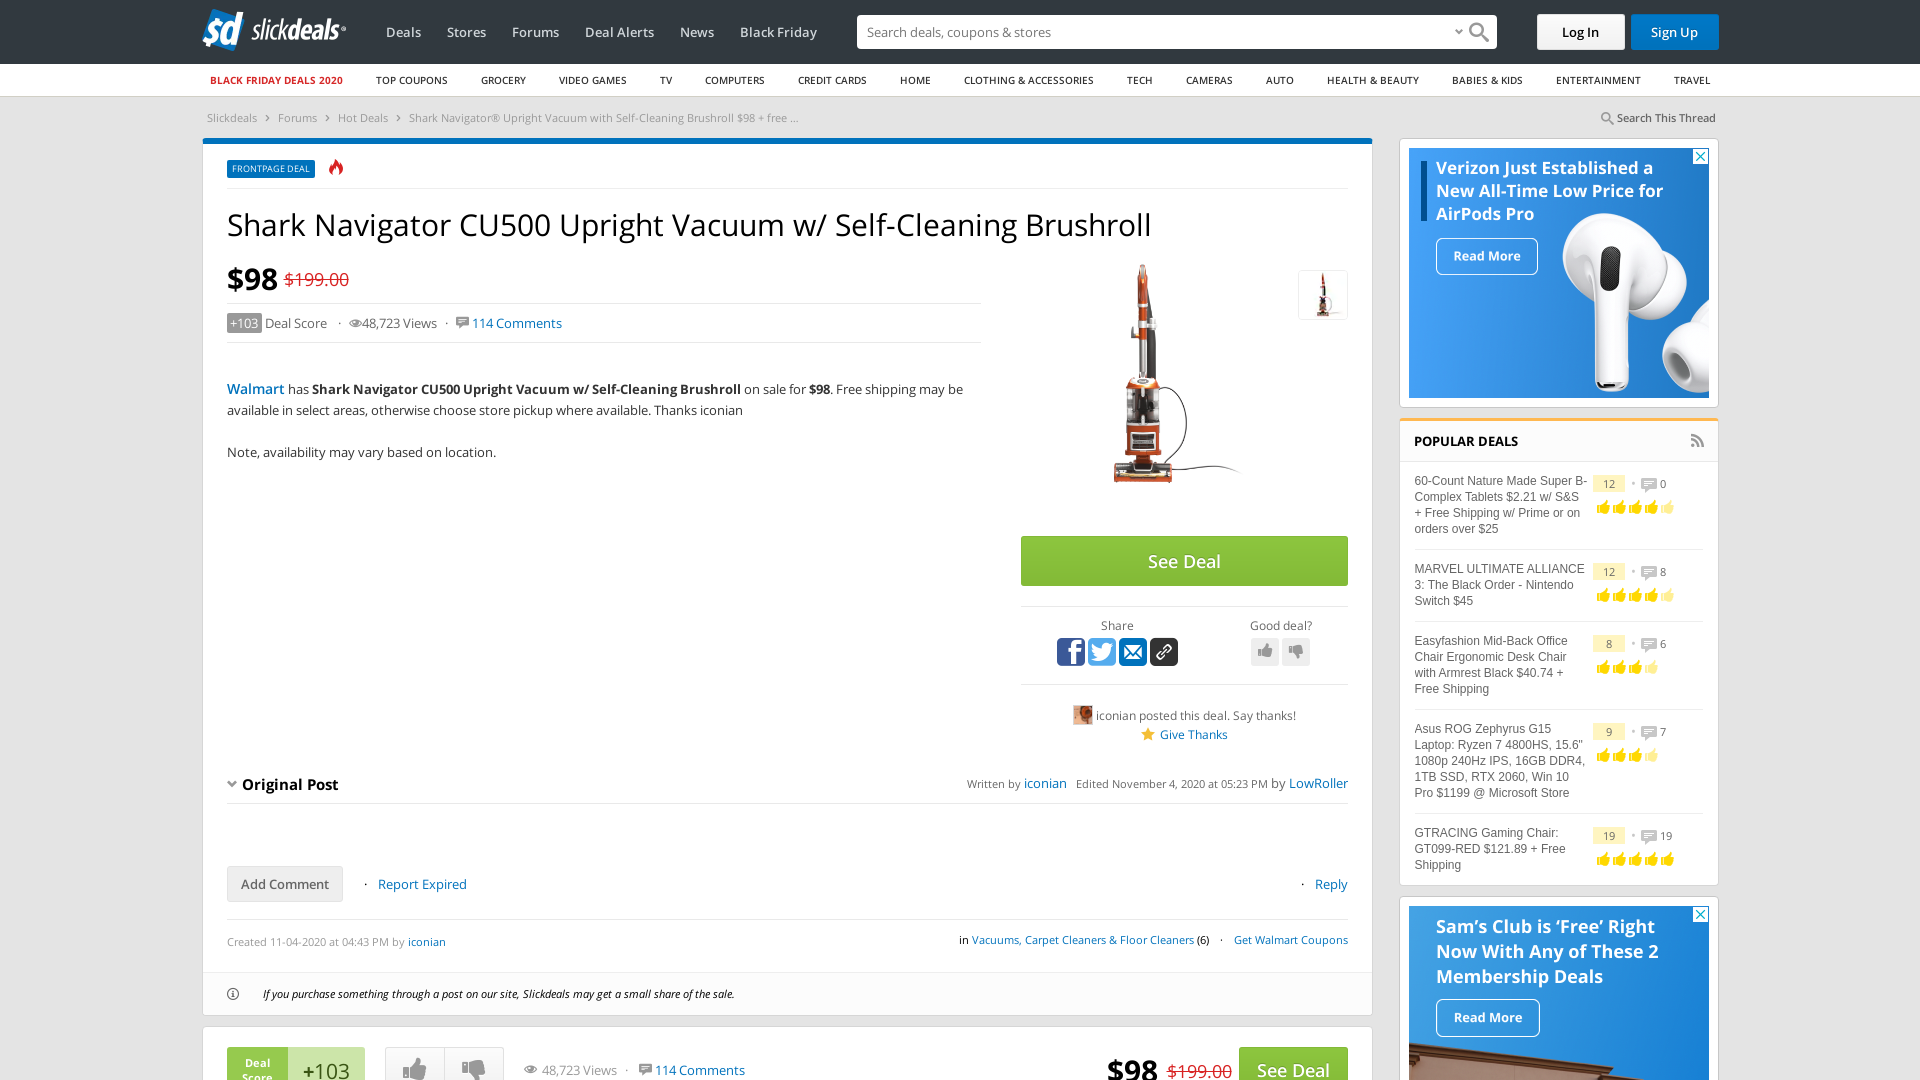 slickdeals
Deals Stores Forums Deal Alerts News Black Friday
Search deals, coupons & stores
Log In Sign Up
BLACK FRIDAY DEALS 2020 TOP COUPONS GROCERY VIDEO GAMES TV COMPUTERS CREDIT CARDS HOME CLOTHING & ACCESSORIES TECH CAMERAS AUTO HEALTH & BEAUTY BABIES & KIDS ENTERTAINMENT TRAVEL
Slickdeals › Forums › Hot Deals › Shark Navigator® Upright Vacuum with Self-Cleaning Brushroll $98 + free ...
Search This Thread
FRONTPAGE DEAL
Shark Navigator CU500 Upright Vacuum w/ Self-Cleaning Brushroll
$98 $199.00
+103 Deal Score · 48,723 Views · 114 Comments
Walmart has Shark Navigator CU500 Upright Vacuum w/ Self-Cleaning Brushroll on sale for $98. Free shipping may be
available in select areas, otherwise choose store pickup where available. Thanks iconian
Note, availability may vary based on location.
See Deal
Share
Good deal?
iconian posted this deal. Say thanks!
Give Thanks
Original Post
Written by iconian Edited November 4, 2020 at 05:23 PM by LowRoller
Add Comment · Report Expired
· Reply
Created 11-04-2020 at 04:43 PM by iconian
in Vacuums, Carpet Cleaners & Floor Cleaners (6) · Get Walmart Coupons
If you purchase something through a post on our site, Slickdeals may get a small share of the sale.
Deal
Score
+103
48,723 Views · 114 Comments
$98 $199.00 See Deal
Verizon Just Established a
New All-Time Low Price for
AirPods Pro
Read More
POPULAR DEALS
60-Count Nature Made Super B-
Complex Tablets $2.21 w/ S&S
+ Free Shipping w/ Prime or on
orders over $25
12 • 0
MARVEL ULTIMATE ALLIANCE
3: The Black Order - Nintendo
Switch $45
12 • 8
Easyfashion Mid-Back Office
Chair Ergonomic Desk Chair
with Armrest Black $40.74 +
Free Shipping
8 • 6
Asus ROG Zephyrus G15
Laptop: Ryzen 7 4800HS, 15.6"
1080p 240Hz IPS, 16GB DDR4,
1TB SSD, RTX 2060, Win 10
Pro $1199 @ Microsoft Store
9 • 7
GTRACING Gaming Chair:
GT099-RED $121.89 + Free
Shipping
19 • 19
Sam's Club is ‘Free’ Right
Now With Any of These 2
Membership Deals
Read More